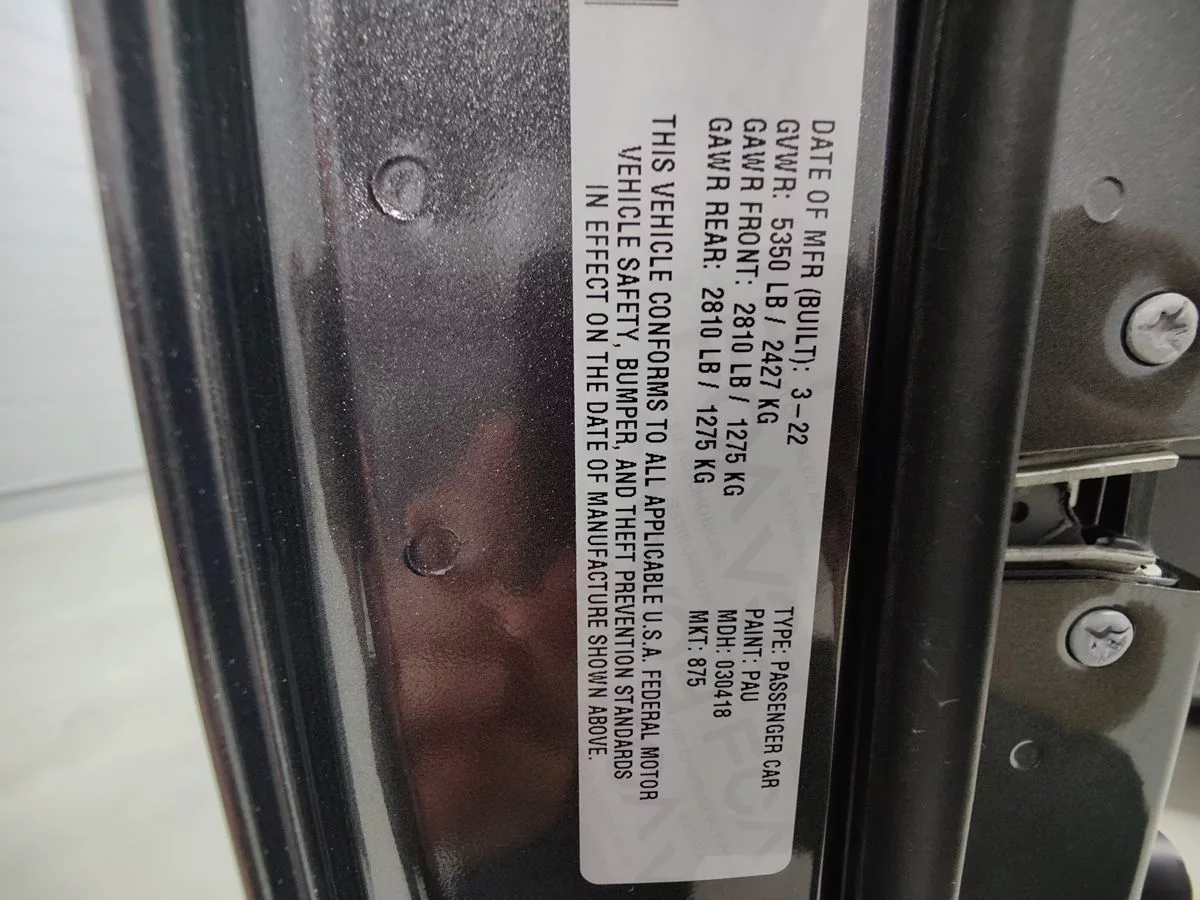 DATE OF MFR (BUILT): 3-22
GVWR: 5350 LB / 2427 KG
GAWR FRONT: 2810 LB / 1275 KG
GAWR REAR: 2810 LB / 1275 KG
TYPE: PASSENGER CAR
PAINT: PAU
MDH: 030418
MKT: 875
THIS VEHICLE CONFORMS TO ALL APPLICABLE U.S.A. FEDERAL MOTOR
VEHICLE SAFETY, BUMPER, AND THEFT PREVENTION STANDARDS
IN EFFECT ON THE DATE OF MANUFACTURE SHOWN ABOVE.